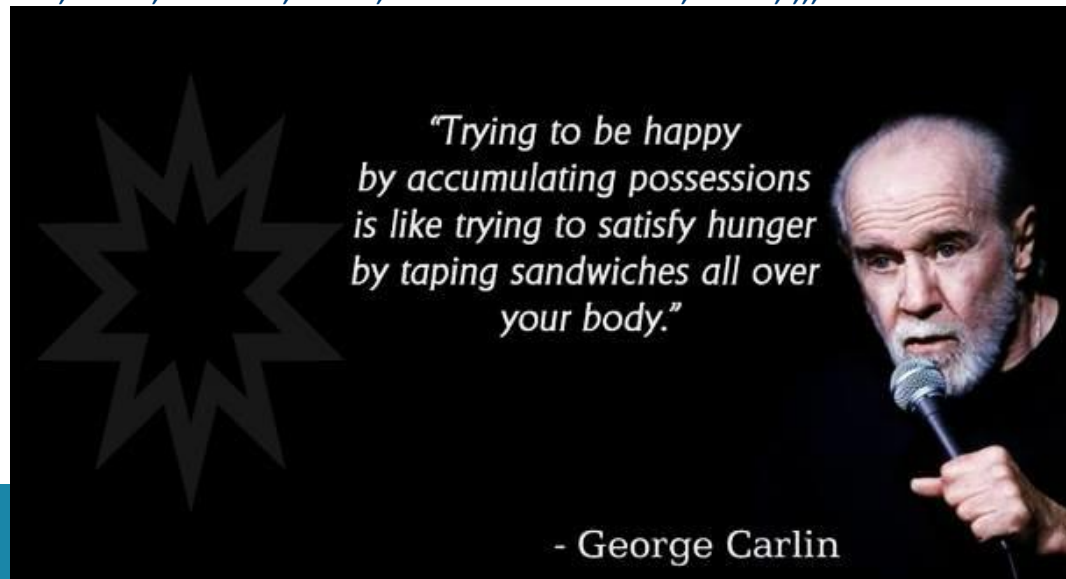 “Trying to be happy
by accumulating possessions
is like trying to satisfy hunger
by taping sandwiches all over
your body.”
- George Carlin